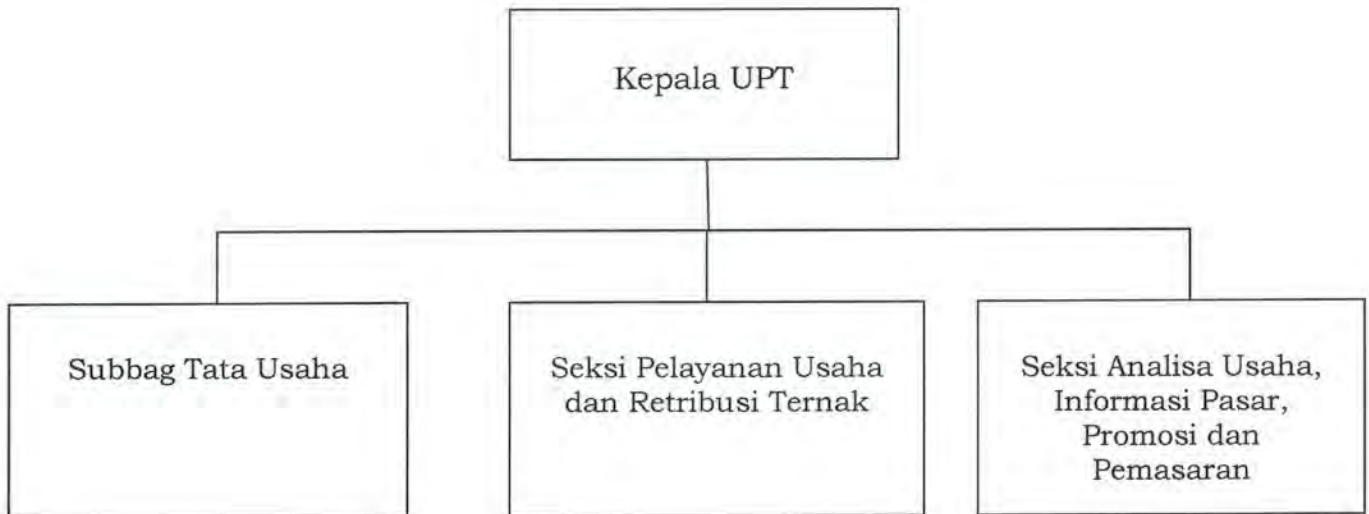 Kepala UPT
Subbag Tata Usaha
Seksi Pelayanan Usaha
dan Retribusi Ternak
Seksi Analisa Usaha,
Informasi Pasar,
Promosi dan
Pemasaran